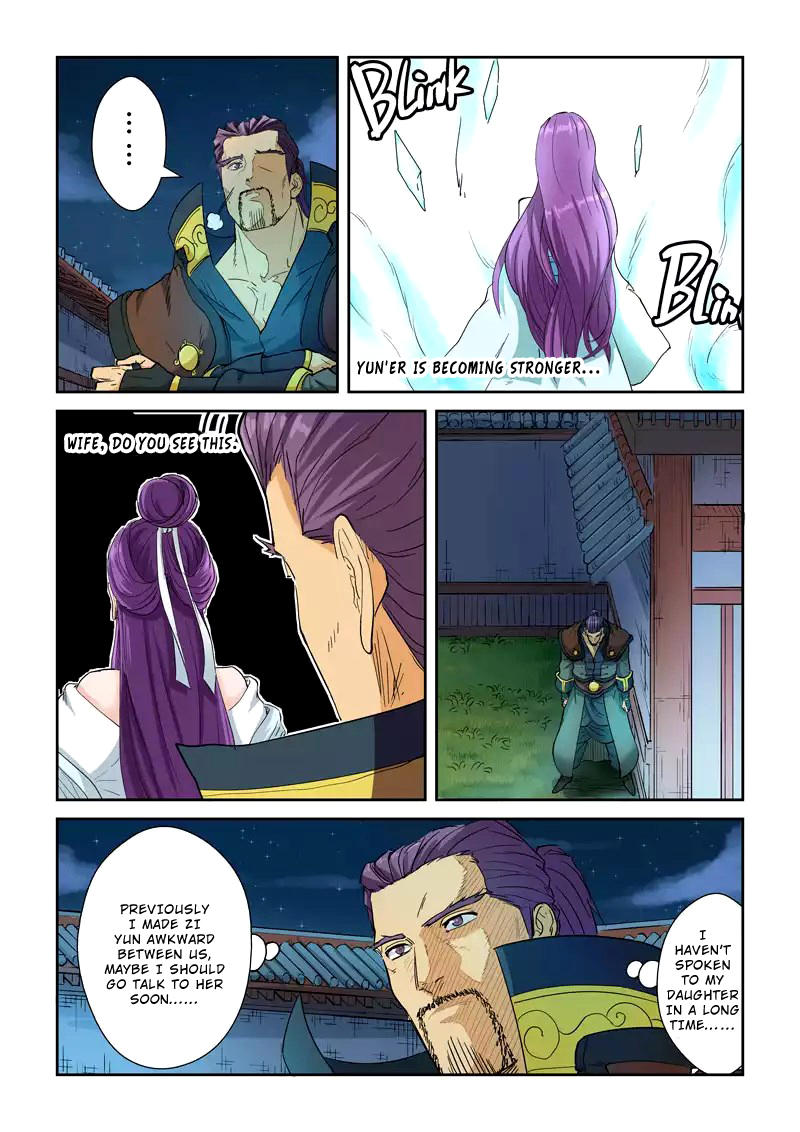 ......
Blink
Blink
YUN'ER IS BECOMING STRONGER...
WIFE, DO YOU SEE THIS.
I
HAVEN'T
SPOKEN
TO MY
DAUGHTER
IN A LONG
TIME......
PREVIOUSLY
I MADE ZI
YUN AWKWARD
BETWEEN US,
MAYBE I SHOULD
GO TALK TO HER
SOON......